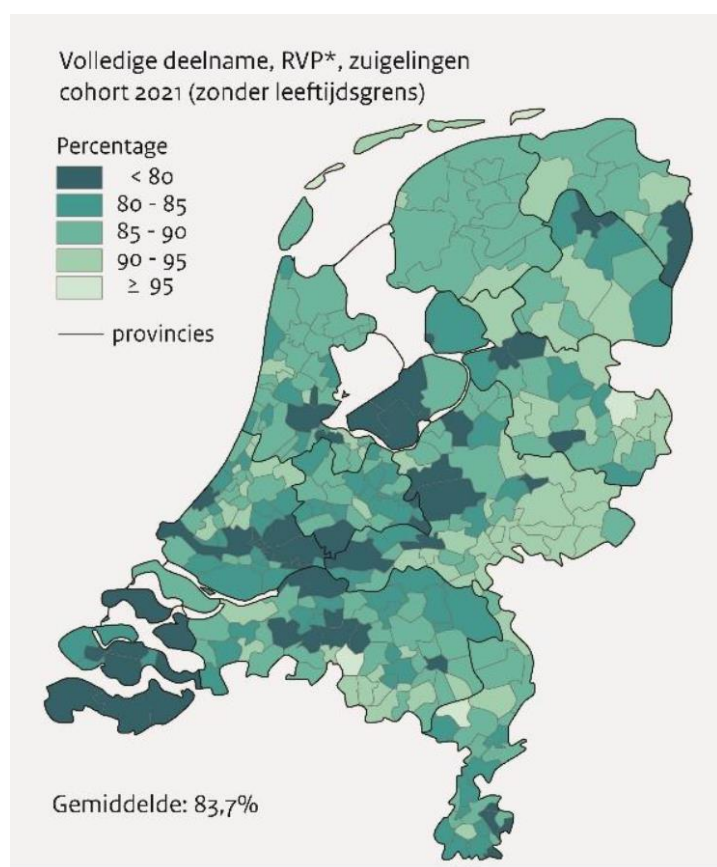 Volledige deelname, RVP*, zuigelingen
cohort 2021 (zonder leeftijdsgrens)
Percentage
< 80
80 - 85
85 - 90
90 - 95
≥ 95
provincies
Gemiddelde: 83,7%